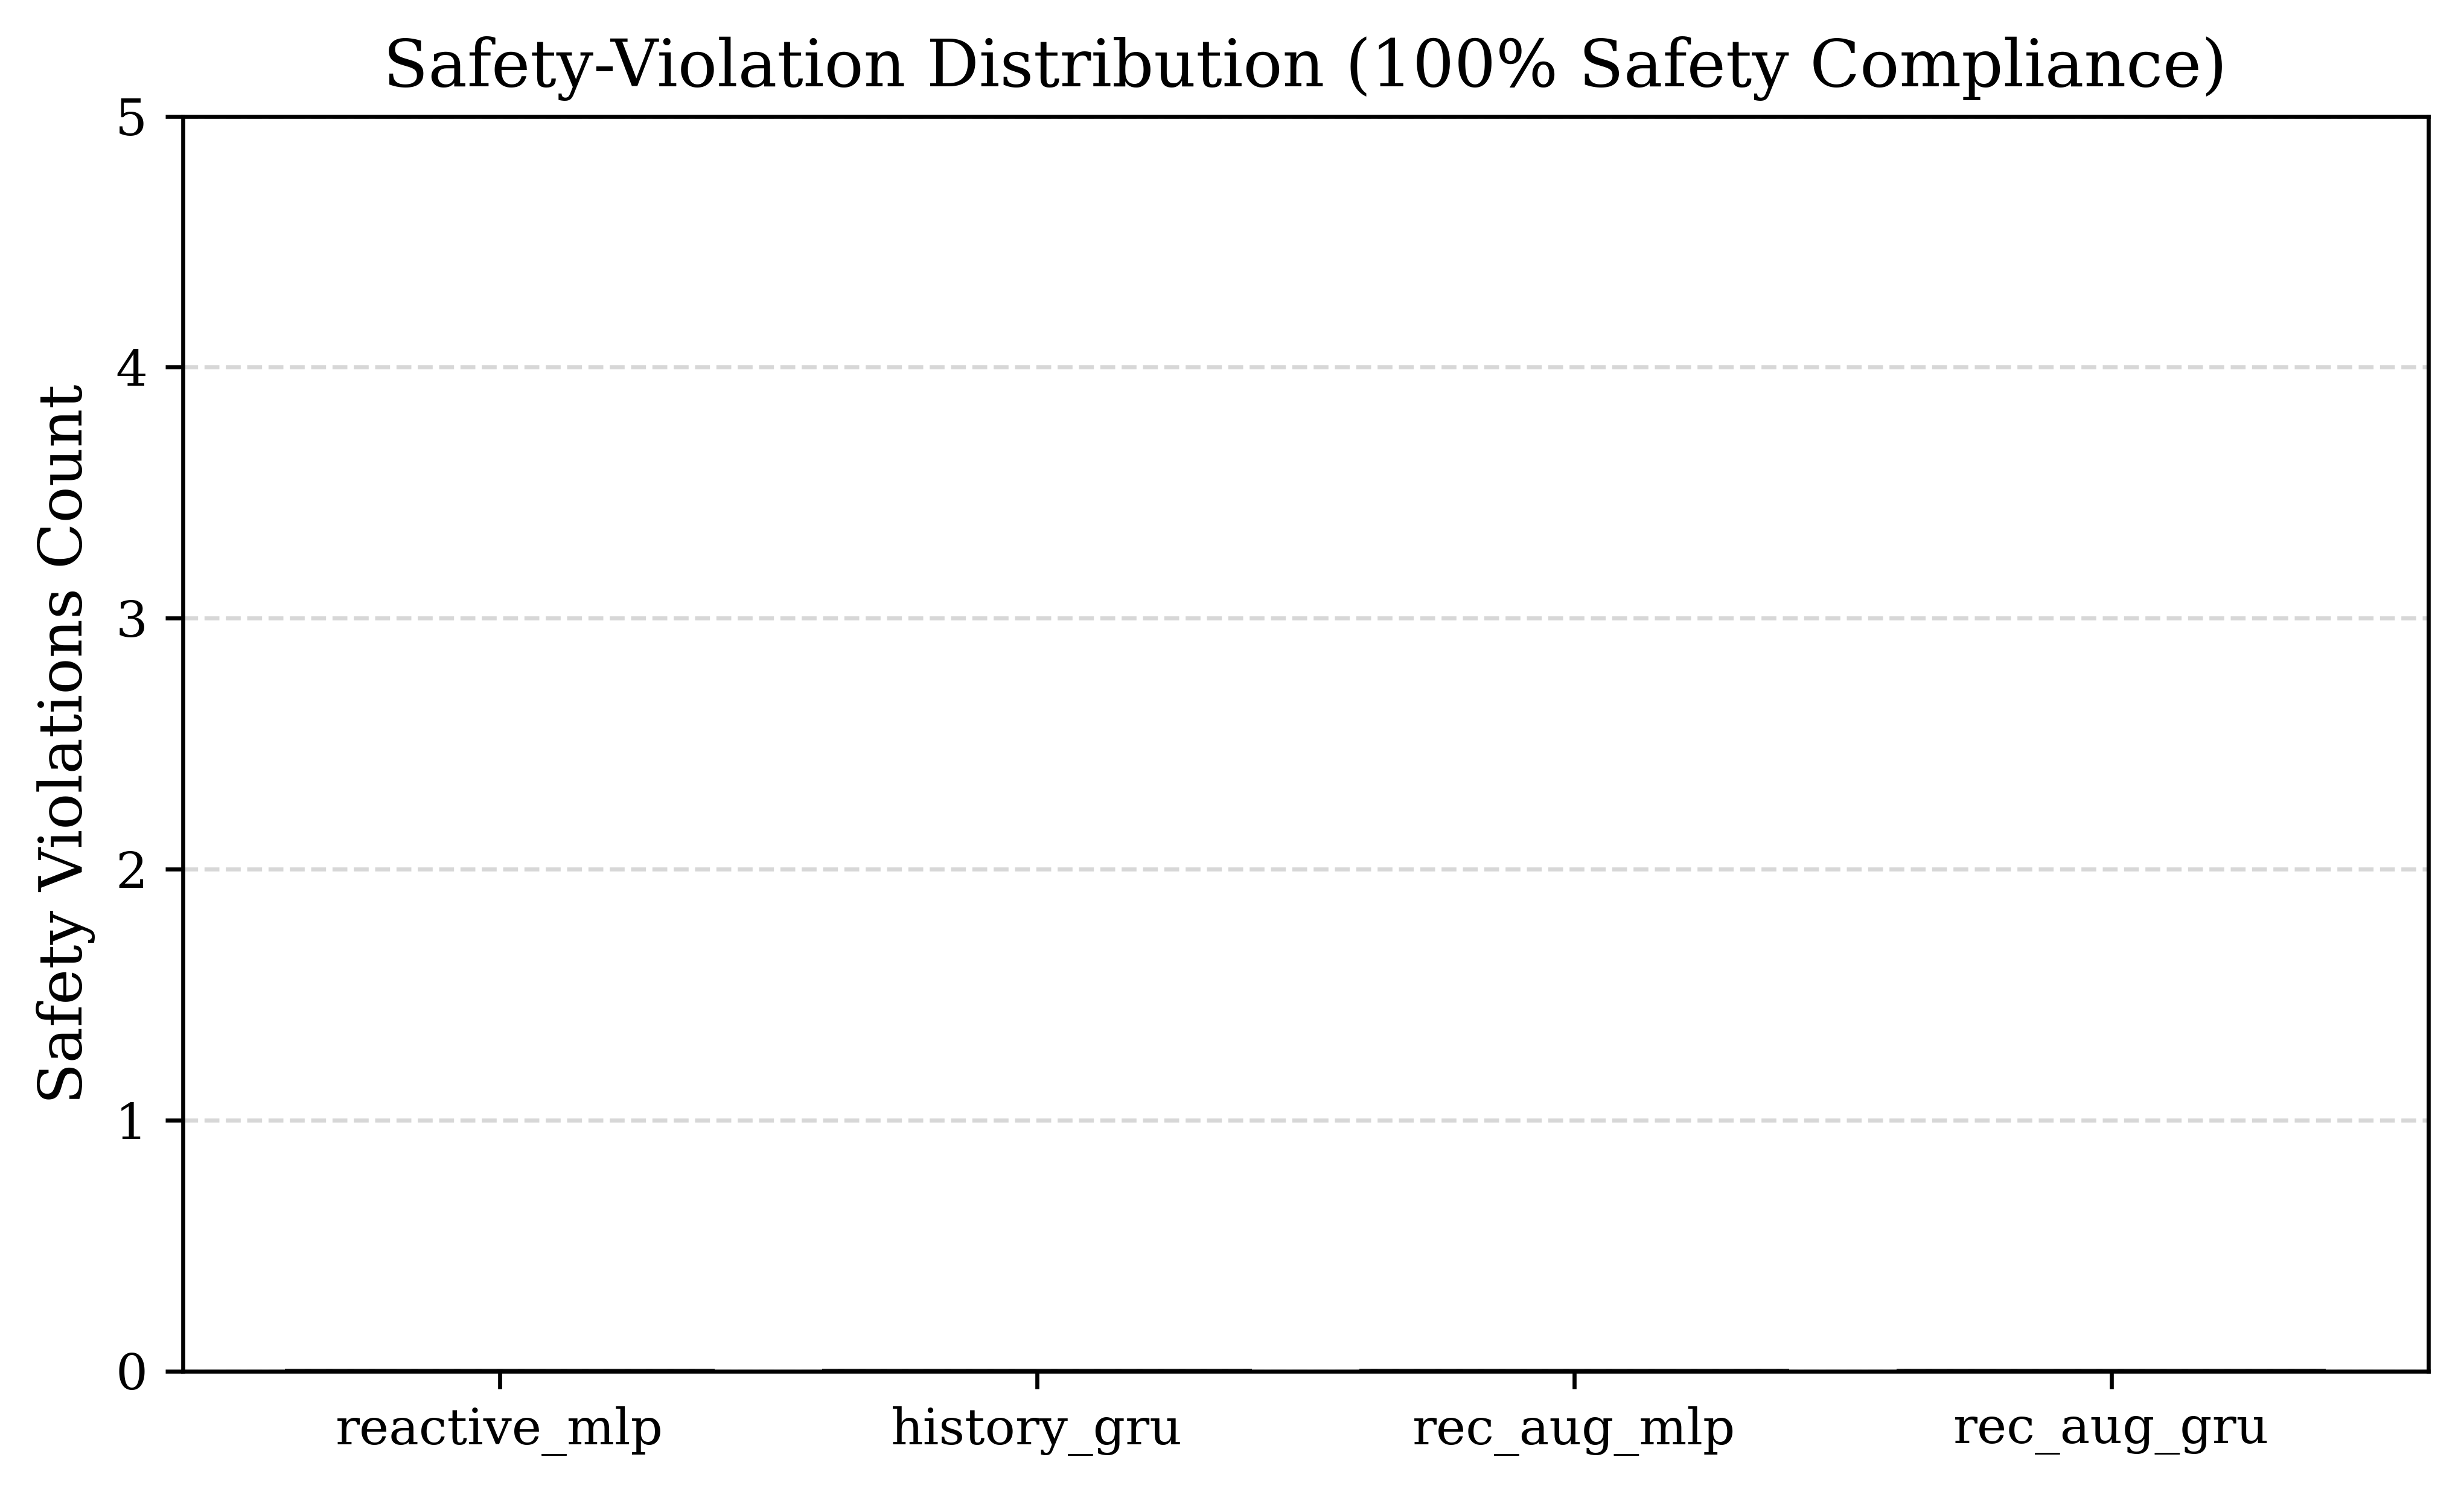 Safety-Violation Distribution (100% Safety Compliance)
Safety Violations Count
5
4
3
2
1
0
reactive_mlp
history_gru
rec_aug_mlp
rec_aug_gru